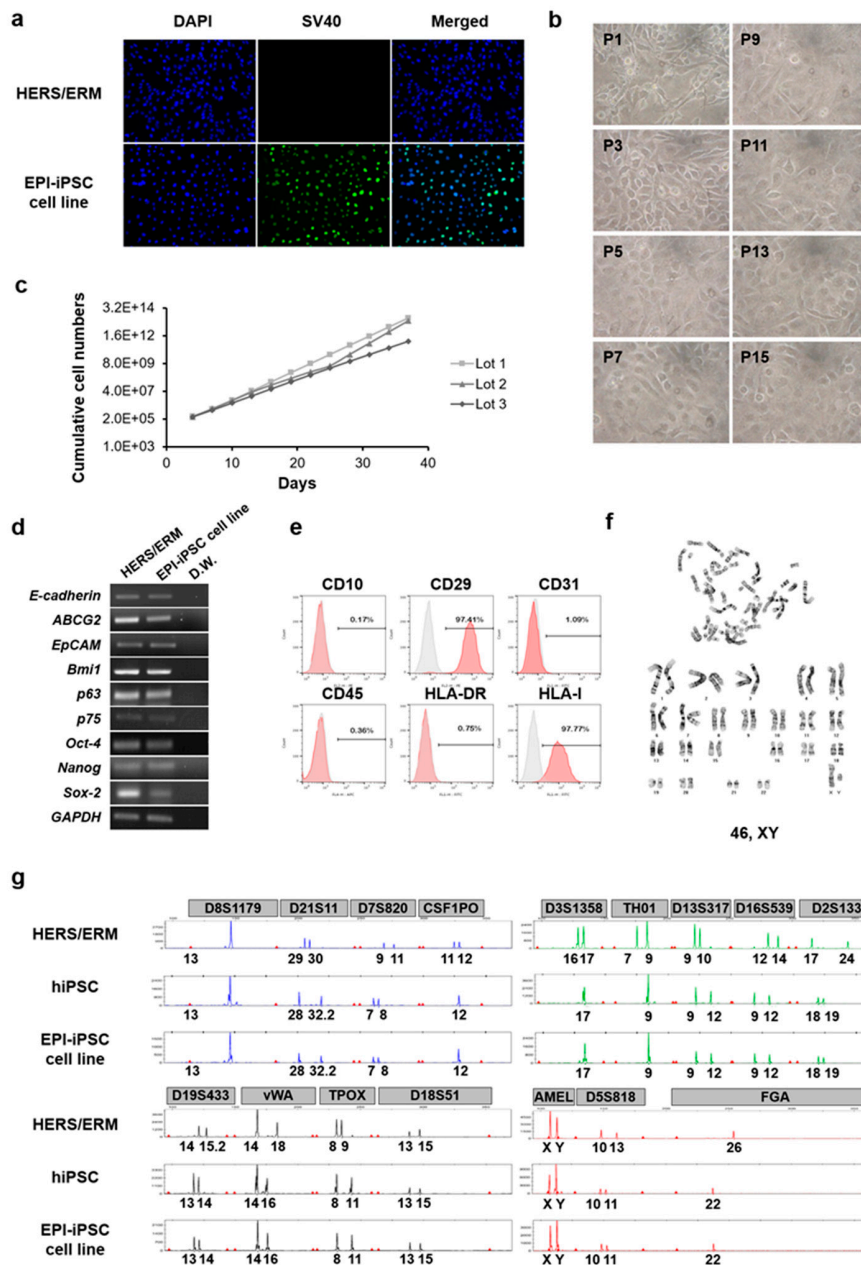 a
DAPI SV40 Merged
HERS/ERM
EPI-iPSC
cell line
b
P1 P9
P3 P11
P5 P13
P7 P15
c
Cumulative cell numbers
3.2E+14
1.6E+12
8.0E+09
4.0E+07
2.0E+05
1.0E+03
0 10 20 30 40
Days
Lot 1
Lot 2
Lot 3
d
HERS/ERM
EPI-iPSC cell line
D.W.
E-cadherin
ABCG2
EpCAM
Bmi1
p63
p75
Oct-4
Nanog
Sox-2
GAPDH
e
CD10 CD29 CD31
0.17% 97.41% 1.09%
CD45 HLA-DR HLA-I
0.36% 0.75% 97.77%
f
46, XY
g
D8S1179 D21S11 D7S820 CSF1PO
HERS/ERM
13 29 30 9 11 11 12
hiPSC
13 28 32.2 7 8 12
EPI-iPSC
cell line
13 28 32.2 7 8 12
D3S1358 TH01 D13S317 D16S539 D2S133
16 17 7 9 9 10 12 14 17 24
17 9 9 12 9 12 18 19
17 9 9 12 9 12 18 19
D19S433 vWA TPOX D18S51
HERS/ERM
14 15.2 14 18 8 9 13 15
hiPSC
13 14 14 16 8 11 13 15
EPI-iPSC
cell line
13 14 14 16 8 11 13 15
AMEL D5S818 FGA
X Y 10 13 26
X Y 10 11 22
X Y 10 11 22